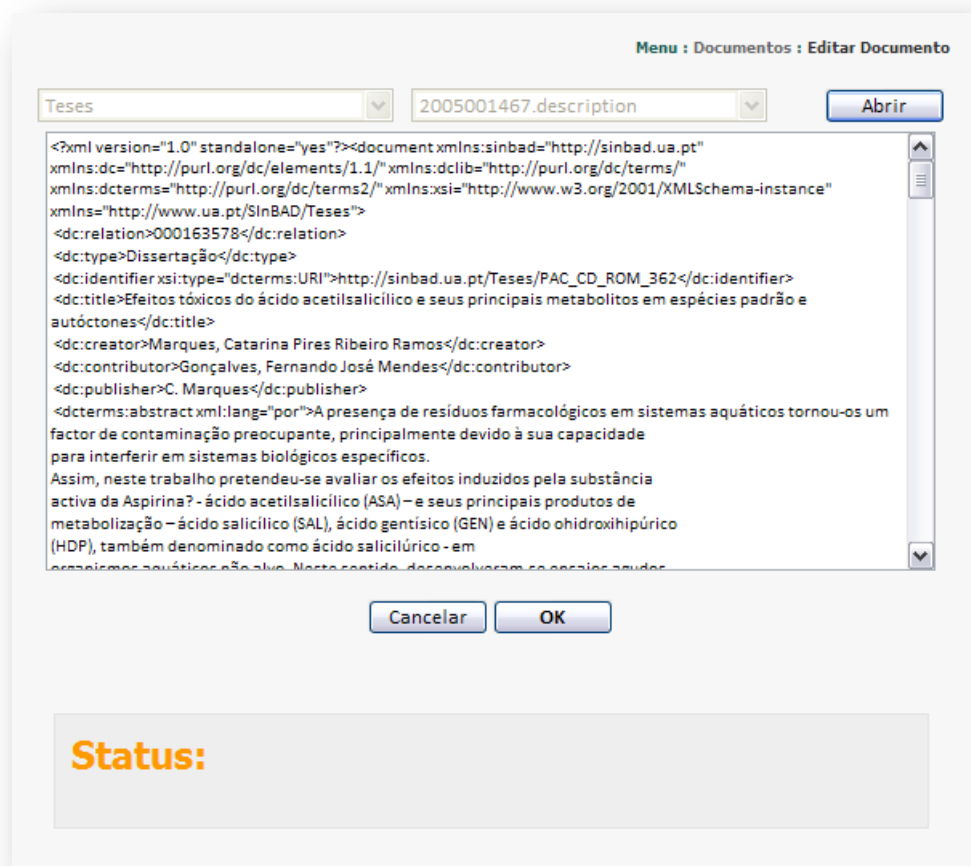 Menu : Documentos : Editar Documento
Teses 2005001467.description Abrir
<?xml version="1.0" standalone="yes"?><document xmlns:sinbad="http://sinbad.ua.pt"
xmlns:dc="http://purl.org/dc/elements/1.1/" xmlns:dclib="http://purl.org/dc/terms/"
xmlns:dcterms="http://purl.org/dc/terms2/" xmlns:xsi="http://www.w3.org/2001/XMLSchema-instance"
xmlns="http://www.ua.pt/SInBAD/Teses">
<dc:relation>000163578</dc:relation>
<dc:type>Dissertação</dc:type>
<dc:identifier xsi:type="dcterms:URI">http://sinbad.ua.pt/Teses/PAC_CD_ROM_362</dc:identifier>
<dc:title>Efeitos tóxicos do ácido acetilsalicílico e seus principais metabolitos em espécies padrão e
autóctones</dc:title>
<dc:creator>Marques, Catarina Pires Ribeiro Ramos</dc:creator>
<dc:contributor>Gonçalves, Fernando José Mendes</dc:contributor>
<dc:publisher>C. Marques</dc:publisher>
<dcterms:abstract xml:lang="por">A presença de resíduos farmacológicos em sistemas aquáticos tornou-os um
factor de contaminação preocupante, principalmente devido à sua capacidade
para interferir em sistemas biológicos específicos.
Assim, neste trabalho pretendeu-se avaliar os efeitos induzidos pela substância
activa da Aspirina? - ácido acetilsalicílico (ASA) – e seus principais produtos de
metabolização – ácido salicílico (SAL), ácido gentísico (GEN) e ácido ohidroxihipúrico
(HDP), também denominado como ácido salicilúrico - em
organismos aquáticos não alvo. Neste sentido, desenvolveram-se ensaios agudos
Cancelar OK
Status: